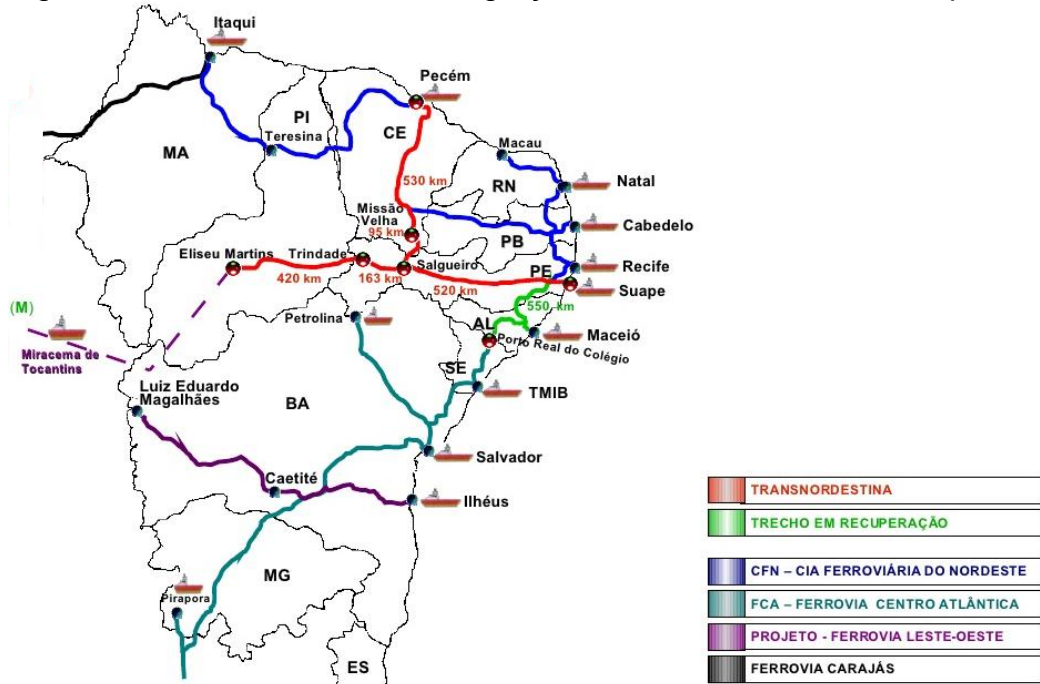 Itaqui
Pecém
PI
CE
Teresina
MA
Macau
RN
Natal
530 km
Missão
Velha
95 km
Cabedelo
PB
Eliseu Martins
Trindade
Salgueiro
PE
Recife
420 km
163 km
520 km
Suape
550 km
(M)
Petrolina
AL
Maceió
Porto Real do Colégio
Miracema de
Tocantins
SE
Luiz Eduardo
Magalhães
BA
TMIB
Salvador
Caetité
Ilhéus
MG
Pirapora
ES
TRANSNORDESTINA
TRECHO EM RECUPERAÇÃO
CFN – CIA FERROVIÁRIA DO NORDESTE
FCA – FERROVIA CENTRO ATLÂNTICA
PROJETO - FERROVIA LESTE-OESTE
FERROVIA CARAJÁS